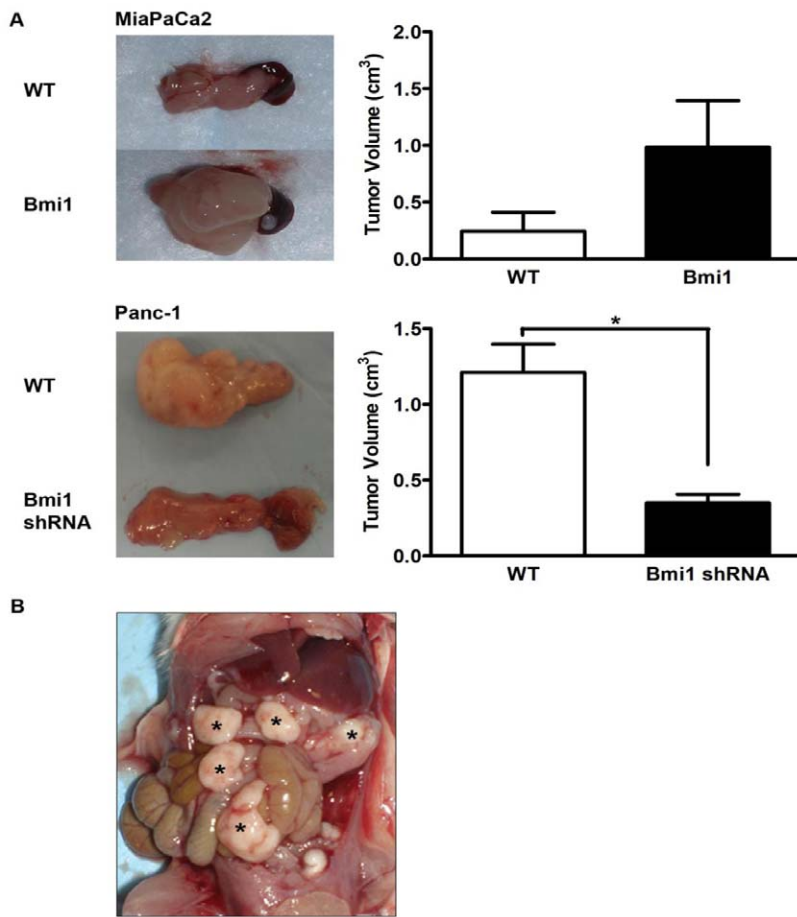 A
MiaPaCa2
WT
Bmi1
Tumor Volume (cm³)
2.0
1.5
1.0
0.5
0.0
WT
Bmi1
Panc-1
WT
Bmi1
shRNA
Tumor Volume (cm³)
1.5
1.0
0.5
0.0
*
WT
Bmi1 shRNA
B
*
*
*
*
*